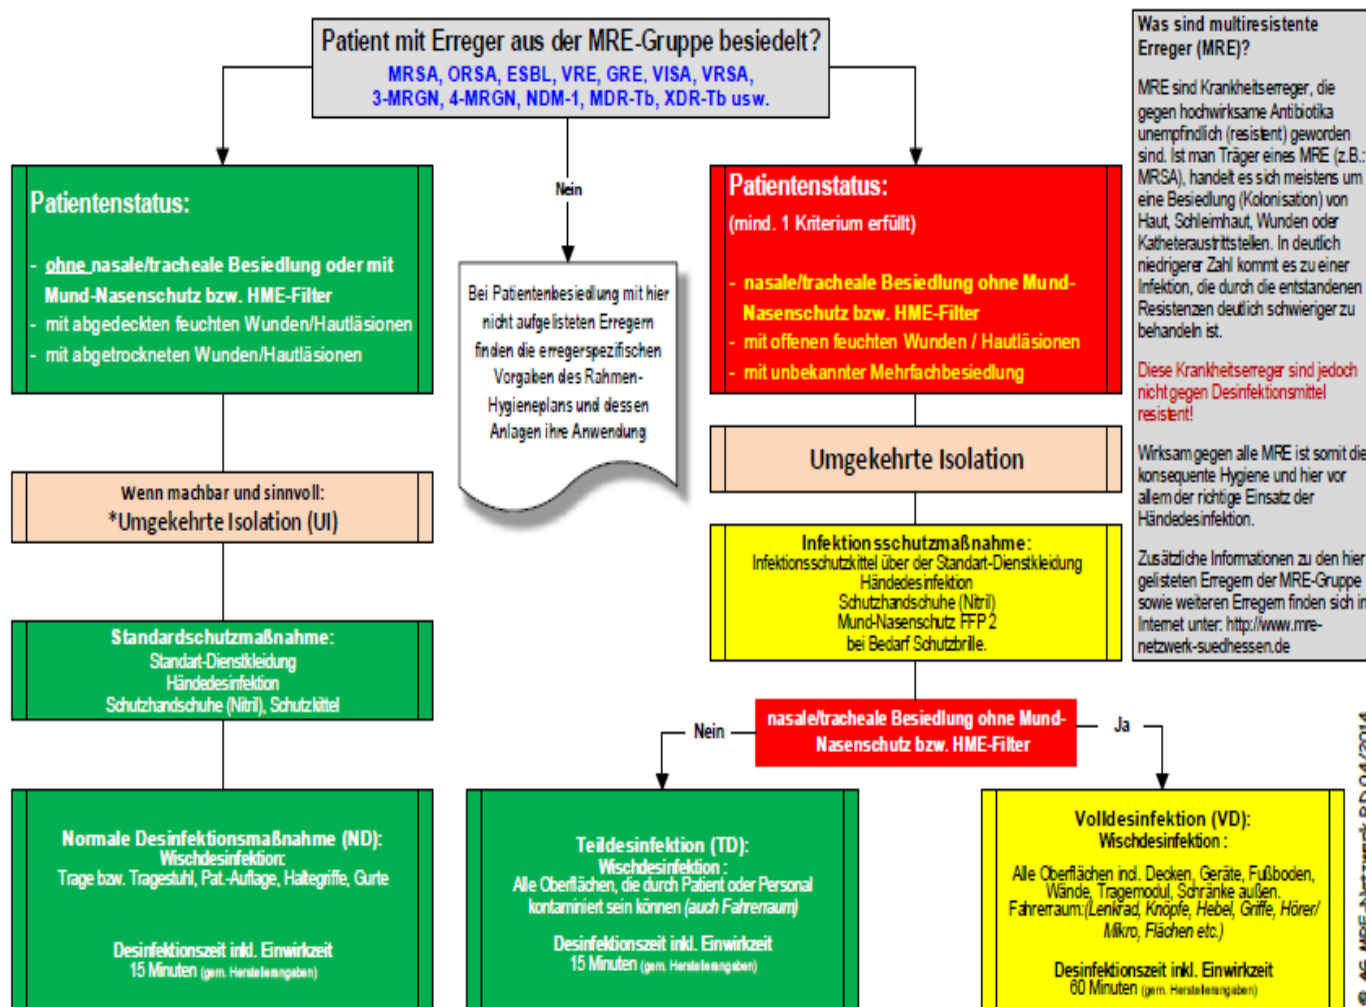 Patient mit Erreger aus der MRE-Gruppe besiedelt?
MRSA, ORSA, ESBL, VRE, GRE, VISA, VRSA,
3-MRGN, 4-MRGN, NDM-1, MDR-Tb, XDR-Tb usw.
Patientenstatus:
- ohne nasale/tracheale Besiedlung oder mit
Mund-Nasenschutz bzw. HME-Filter
- mit abgedeckten feuchten Wunden/Hautläsionen
- mit abgetrockneten Wunden/Hautläsionen
Wenn machbar und sinnvoll:
*Umgekehrte Isolation (UI)
Standardschutzmaßnahme:
Standart-Dienstkleidung
Händedesinfektion
Schutzhandschuhe (Nitril), Schutzkittel
Normale Desinfektionsmaßnahme (ND):
Wischdesinfektion:
Trage bzw. Tragestuhl, Pat.-Auflage, Haltegriffe, Gurte
Desinfektionszeit inkl. Einwirkzeit
15 Minuten (gem. Herstellerangaben)
Nein
Bei Patientenbesiedlung mit hier
nicht aufgelisteten Erregern
finden die erregerspezifischen
Vorgaben des Rahmen-
Hygieneplans und dessen
Anlagen ihre Anwendung
Patientenstatus:
(mind. 1 Kriterium erfüllt)
- nasale/tracheale Besiedlung ohne Mund-
Nasenschutz bzw. HME-Filter
- mit offenen feuchten Wunden / Hautläsionen
- mit unbekannter Mehrfachbesiedlung
Umgekehrte Isolation
Infektionsschutzmaßnahme:
Infektionsschutzkittel über der Standart-Dienstkleidung
Händedesinfektion
Schutzhandschuhe (Nitril)
Mund-Nasenschutz FFP 2
bei Bedarf Schutzbrille.
nasale/tracheale Besiedlung ohne Mund-
Nasenschutz bzw. HME-Filter
Nein
Ja
Teildesinfektion (TD):
Wischdesinfektion :
Alle Oberflächen, die durch Patient oder Personal
kontaminiert sein können (auch Fahrerraum)
Desinfektionszeit inkl. Einwirkzeit
15 Minuten (gem. Herstellerangaben)
Volldesinfektion (VD):
Wischdesinfektion :
Alle Oberflächen incl. Decken, Geräte, Fußboden,
Wände, Tragemodul, Schränke außen.
Fahrerraum:(Lenkrad, Knöpfe, Hebel, Griffe, Hörer/
Mikro, Flächen etc.)
Desinfektionszeit inkl. Einwirkzeit
60 Minuten (gem. Herstellerangaben)
Was sind multiresistente
Erreger (MRE)?
MRE sind Krankheitserreger, die
gegen hochwirksame Antibiotika
unempfindlich (resistent) geworden
sind. Ist man Träger eines MRE (z.B.:
MRSA), handelt es sich meistens um
eine Besiedlung (Kolonisation) von
Haut, Schleimhaut, Wunden oder
Katheteraustrittstellen. In deutlich
niedrigerer Zahl kommt es zu einer
Infektion, die durch die entstandenen
Resistenzen deutlich schwieriger zu
behandeln ist.
Diese Krankheitserreger sind jedoch
nicht gegen Desinfektionsmittel
resistent!
Wirksam gegen alle MRE ist somit die
konsequente Hygiene und hier vor
allem der richtige Einsatz der
Händedesinfektion.
Zusätzliche Informationen zu den hier
gelisteten Erregern der MRE-Gruppe
sowie weiteren Erregern finden sich im
Internet unter: http://www.mre-
netzwerk-suedhessen.de
© AG MRE-Netzwerk RD 04/2014